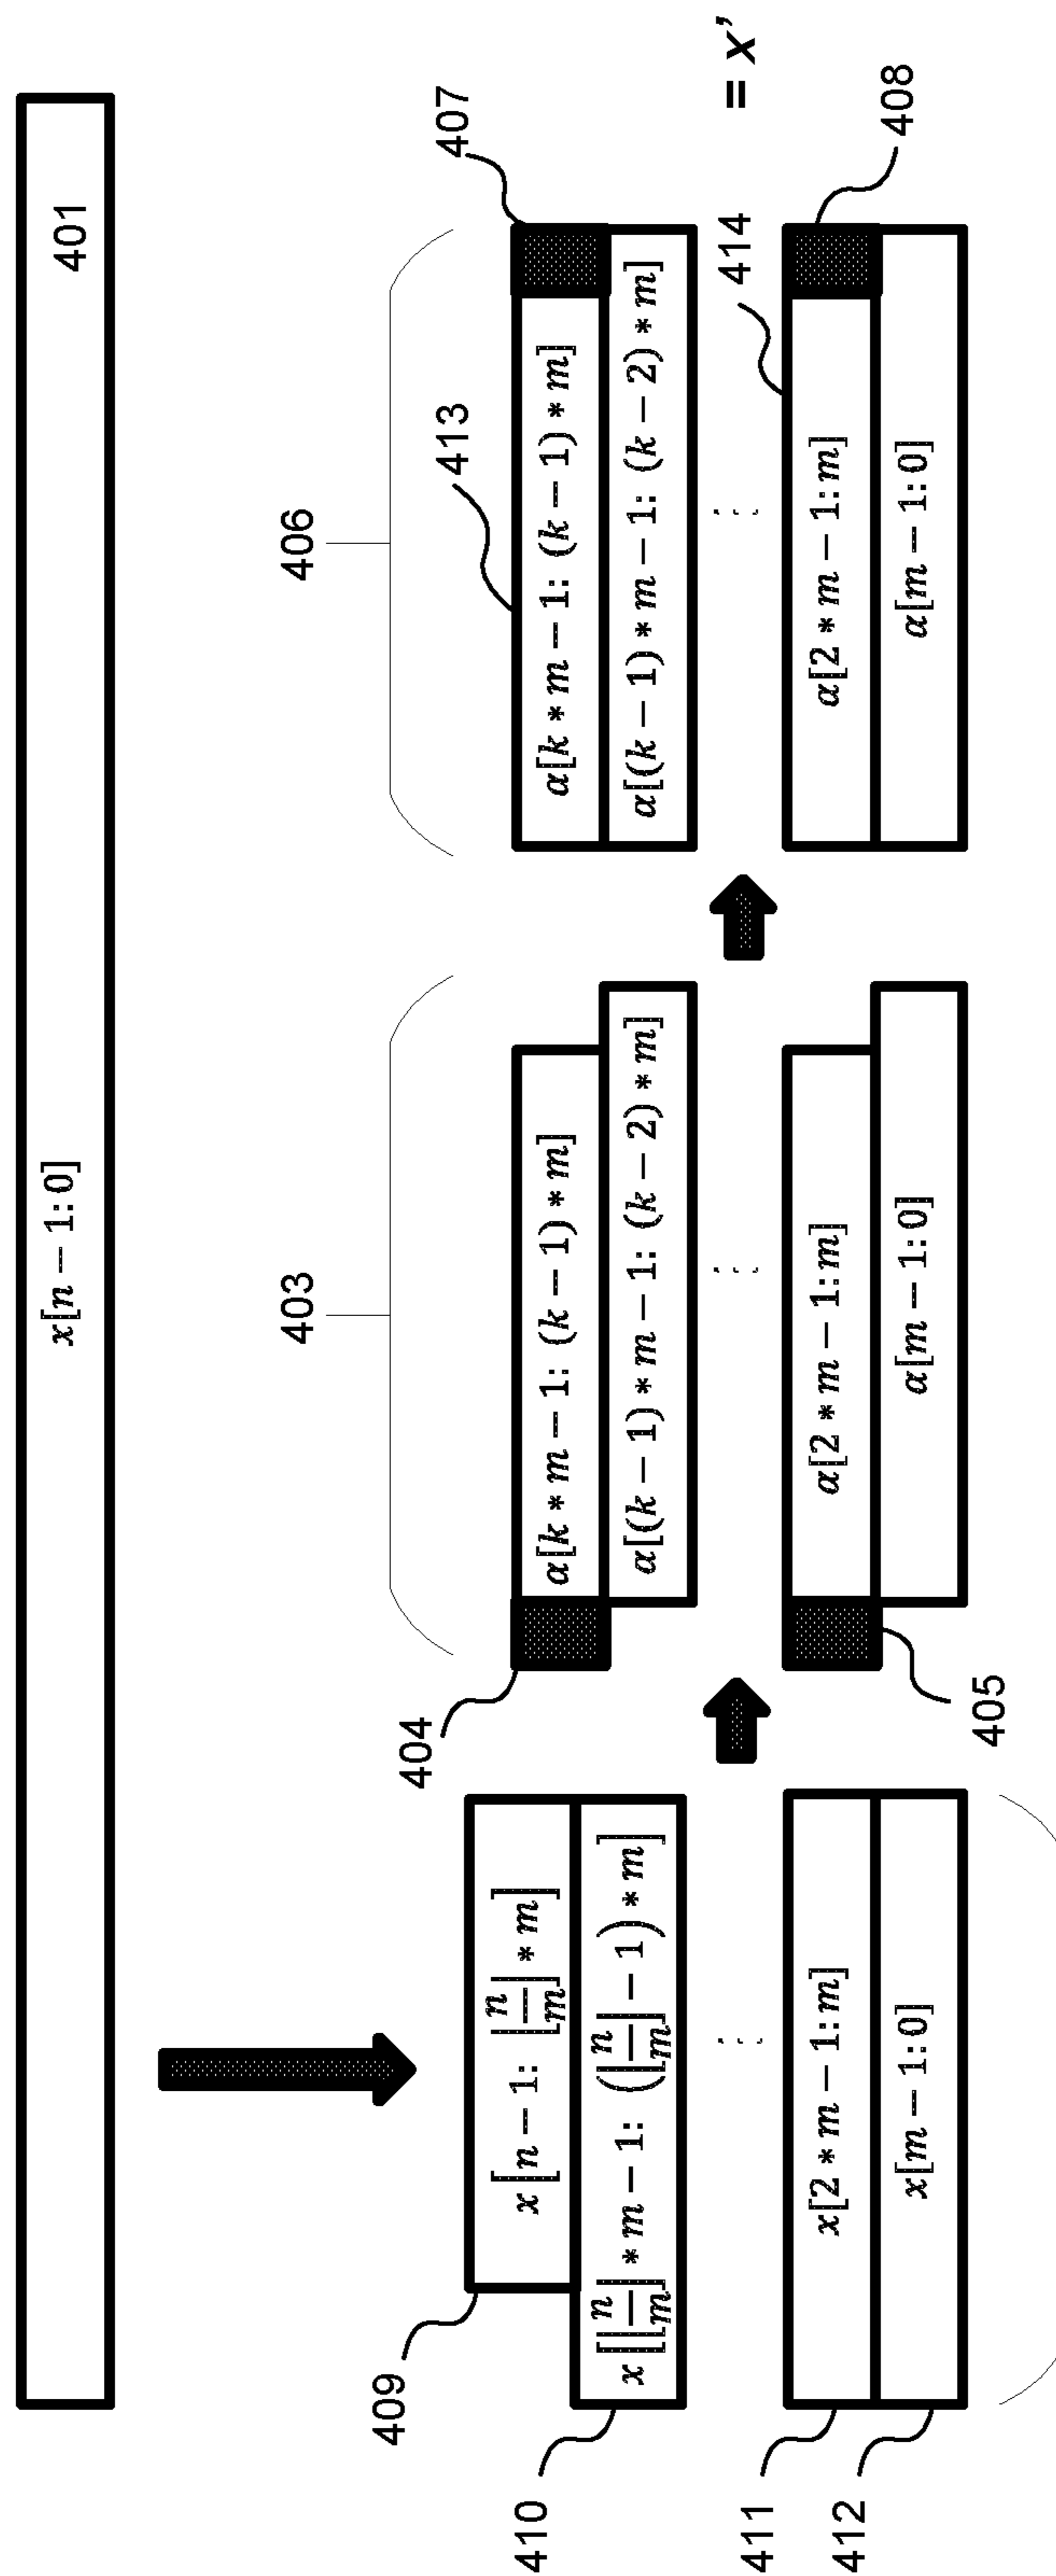 x[n − 1: 0]
401
403
406
409
x[n − 1: ⌊n/m⌋ * m]
410
x[⌊n/m⌋ * m − 1: (⌊n/m⌋ − 1) * m]
⋮
411
x[2 * m − 1: m]
412
x[m − 1: 0]
404
α[k * m − 1: (k − 1) * m]
α[(k − 1) * m − 1: (k − 2) * m]
⋮
α[2 * m − 1: m]
α[m − 1: 0]
405
413
407
α[k * m − 1: (k − 1) * m]
α[(k − 1) * m − 1: (k − 2) * m]
⋮
= x’
414
α[2 * m − 1: m]
408
α[m − 1: 0]